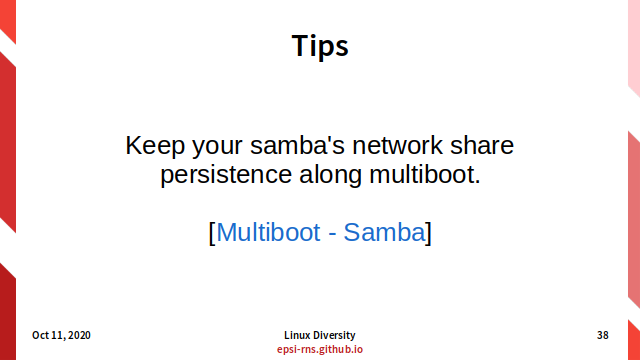 Tips
Keep your samba's network share
persistence along multiboot.
[Multiboot - Samba]
Oct 11, 2020
Linux Diversity
epsi-rns.github.io
38